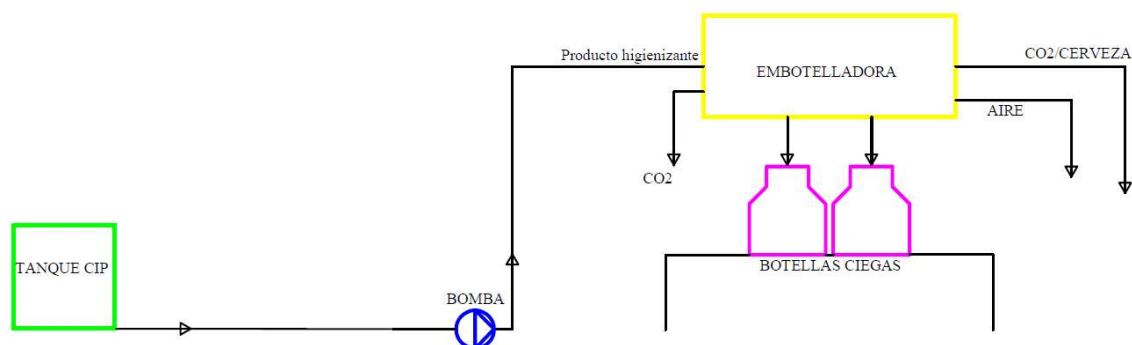 Producto higienizante
EMBOTELLADORA
CO2/CERVEZA
AIRE
CO2
TANQUE CIP
BOTELLAS CIEGAS
BOMBA